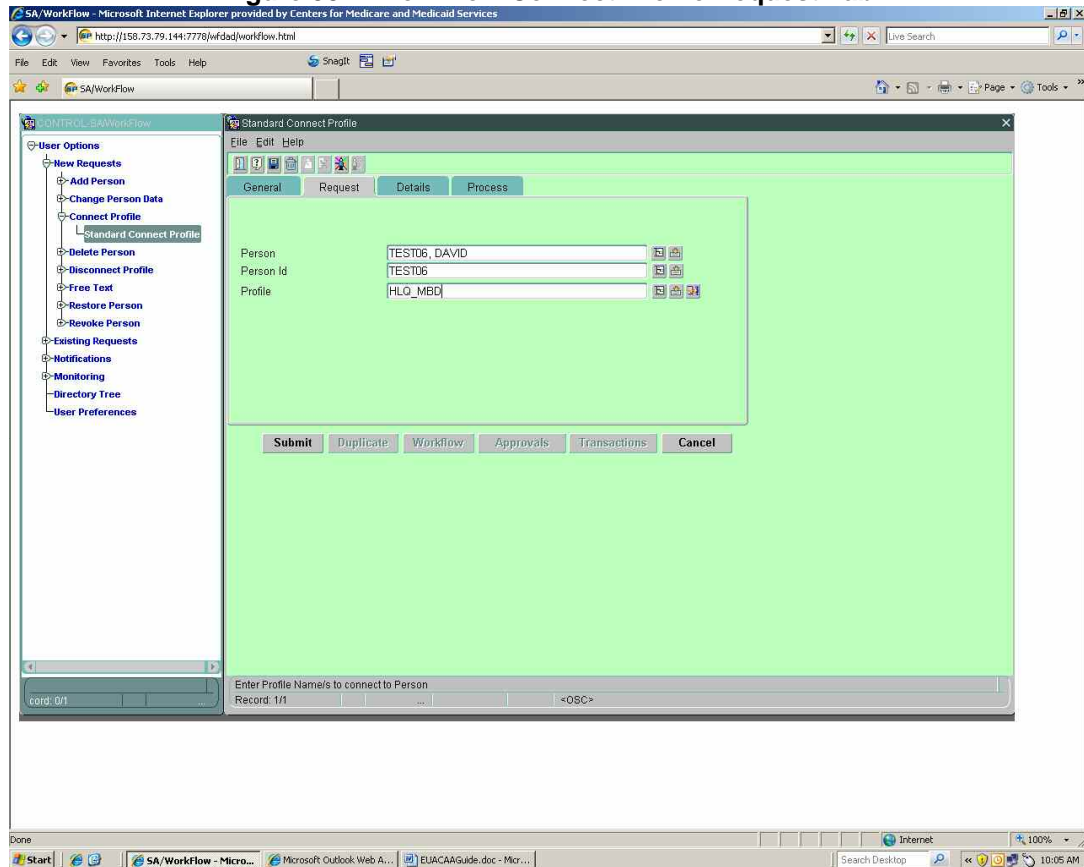 SA/WorkFlow - Microsoft Internet Explorer provided by Centers for Medicare and Medicaid Services
http://158.73.79.144:7778/wfdad/workflow.html
Live Search
File Edit View Favorites Tools Help
SnagIt
SA/WorkFlow
Page Tools
CONTROL-SA/WorkFlow
User Options
New Requests
Add Person
Change Person Data
Connect Profile
Standard Connect Profile
Delete Person
Disconnect Profile
Free Text
Restore Person
Revoke Person
Existing Requests
Notifications
Monitoring
Directory Tree
User Preferences
cord: 0/1 ...
Standard Connect Profile
File Edit Help
General Request Details Process
Person TEST06, DAVID
Person Id TEST06
Profile HLQ_MBD
Submit Duplicate Workflow Approvals Transactions Cancel
Enter Profile Name/s to connect to Person
Record: 1/1 ... <OSC>
Done Internet 100%
Start SA/WorkFlow - Micro... Microsoft Outlook Web A... EUACAAGuide.doc - Micr... Search Desktop 10:05 AM